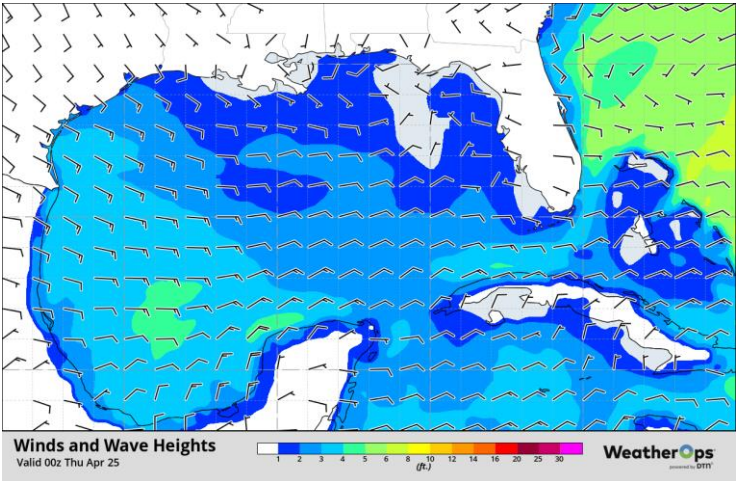 Winds and Wave Heights
Valid 00z Thu Apr 25
1 2 3 4 5 6 8 10 12 14 16 20 25 30
(ft.)
WeatherOps
powered by DTN